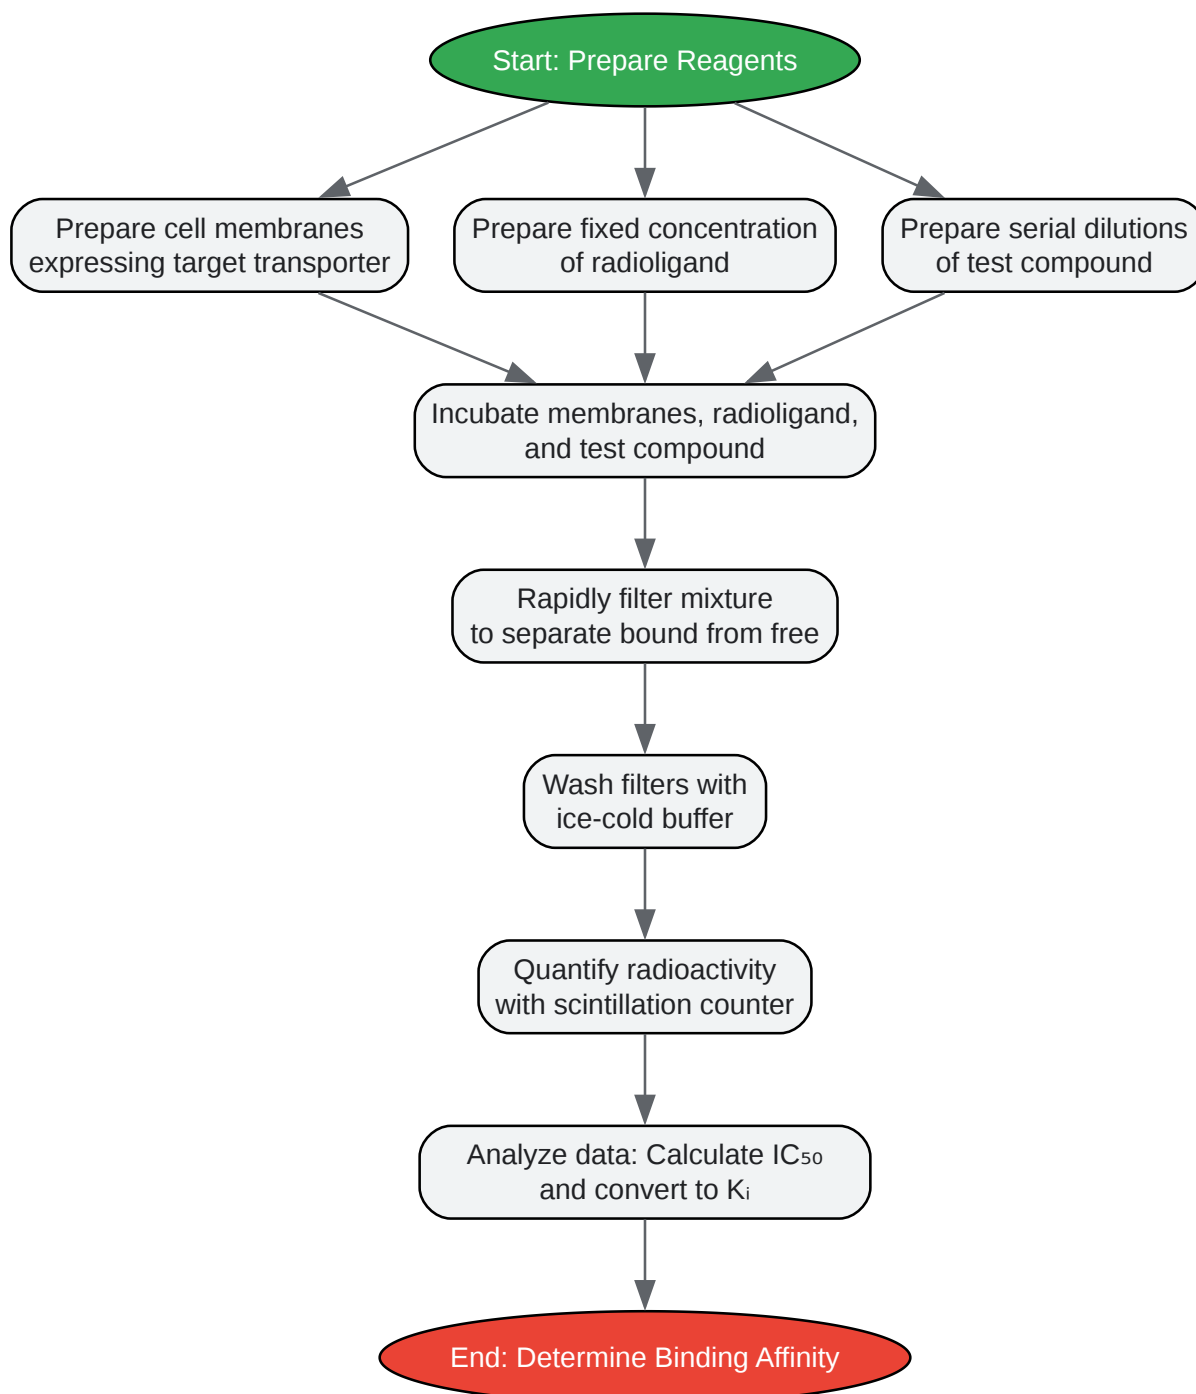 Start: Prepare Reagents
Prepare cell membranes
expressing target transporter
Prepare fixed concentration
of radioligand
Prepare serial dilutions
of test compound
Incubate membranes, radioligand,
and test compound
Rapidly filter mixture
to separate bound from free
Wash filters with
ice-cold buffer
Quantify radioactivity
with scintillation counter
Analyze data: Calculate IC₅₀
and convert to Kᵢ
End: Determine Binding Affinity